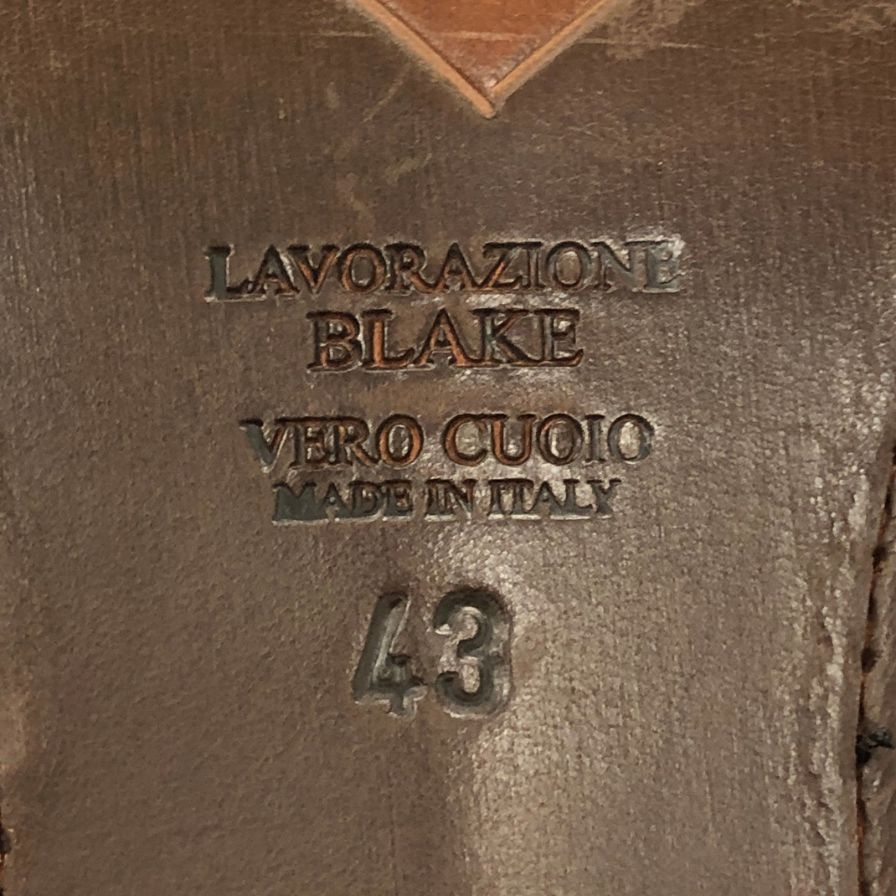 LAVORAZIONE
BLAKE
VERO CUOIO
MADE IN ITALY
43